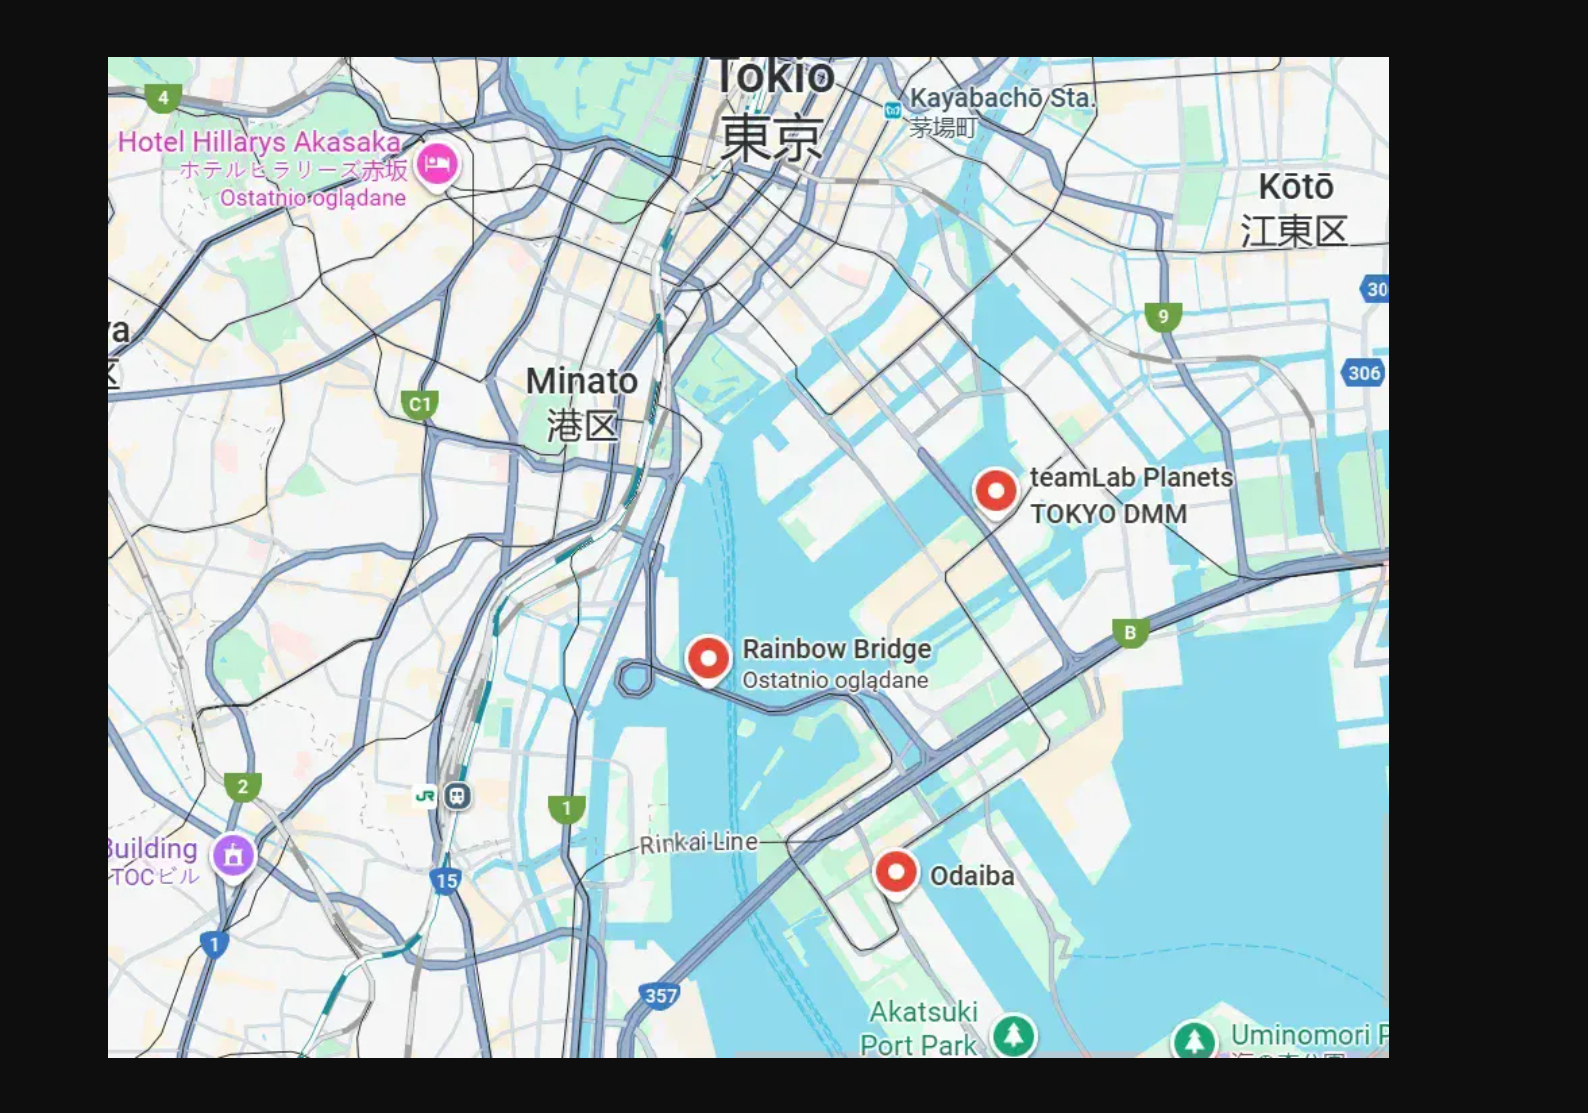 Tokio
東京
4
Kayabachō Sta.
茅場町
Hotel Hillarys Akasaka
ホテルヒラリーズ赤坂
Ostatnio oglądane
Kōtō
江東区
30
9
va
区
306
Minato
港区
C1
teamLab Planets
TOKYO DMM
B
Rainbow Bridge
Ostatnio oglądane
2
JR
1
Rinkai Line
Building
TOCビル
15
Odaiba
1
357
Akatsuki
Port Park
Uminomori P